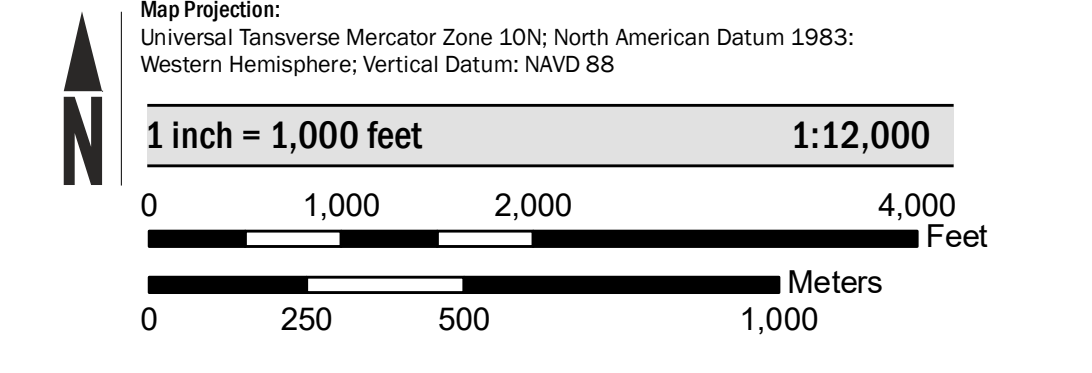 Map Projection:
Universal Tansverse Mercator Zone 10N; North American Datum 1983:
Western Hemisphere; Vertical Datum: NAVD 88
N
1 inch = 1,000 feet 1:12,000
0 1,000 2,000 4,000
Feet
Meters
0 250 500 1,000